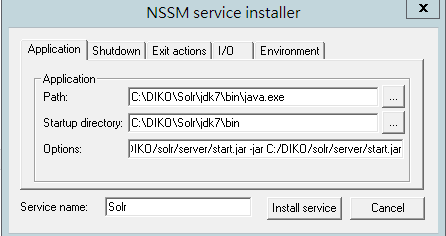 NSSM service installer
x
Application Shutdown Exit actions I/O Environment
Application
Path: C:\DIKO\Solr\jdk7\bin\java.exe ...
Startup directory: C:\DIKO\Solr\jdk7\bin ...
Options: DIKO/solr/server/start.jar -jar C:/DIKO/solr/server/start.jar
Service name: Solr Install service Cancel